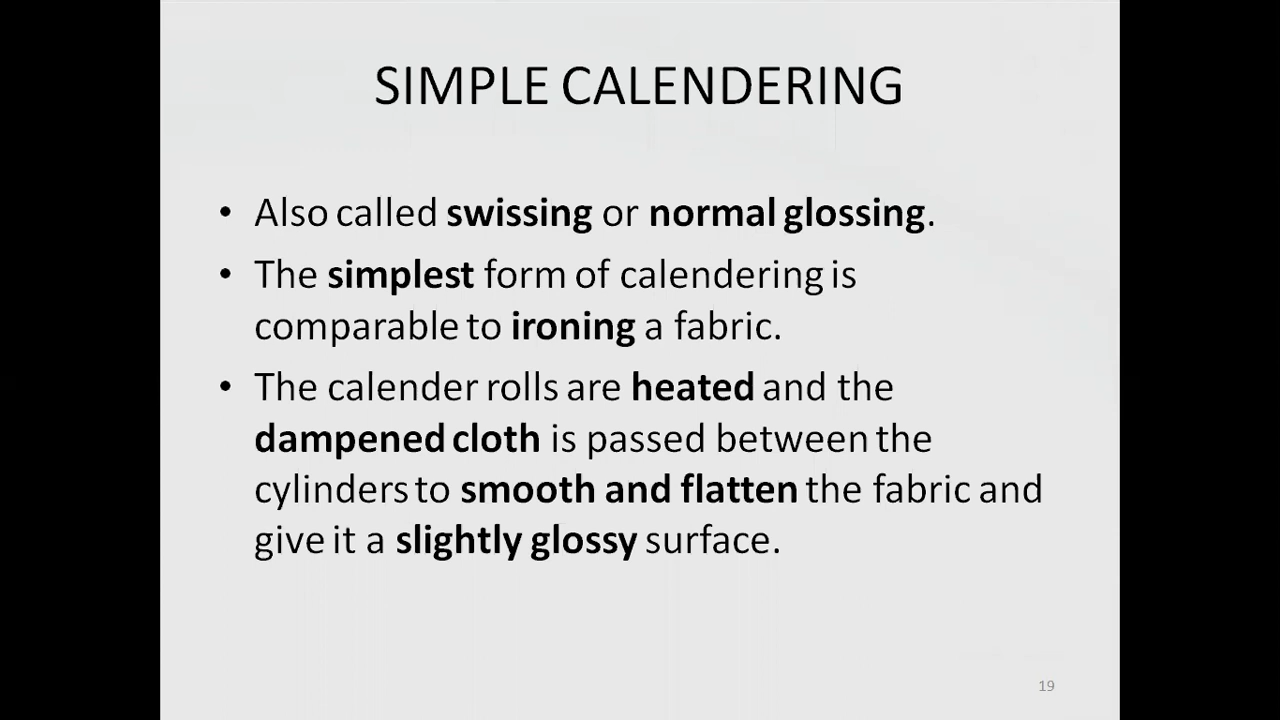 SIMPLE CALENDERING
• Also called swissing or normal glossing.
• The simplest form of calendering is
comparable to ironing a fabric.
• The calender rolls are heated and the
dampened cloth is passed between the
cylinders to smooth and flatten the fabric and
give it a slightly glossy surface.
19